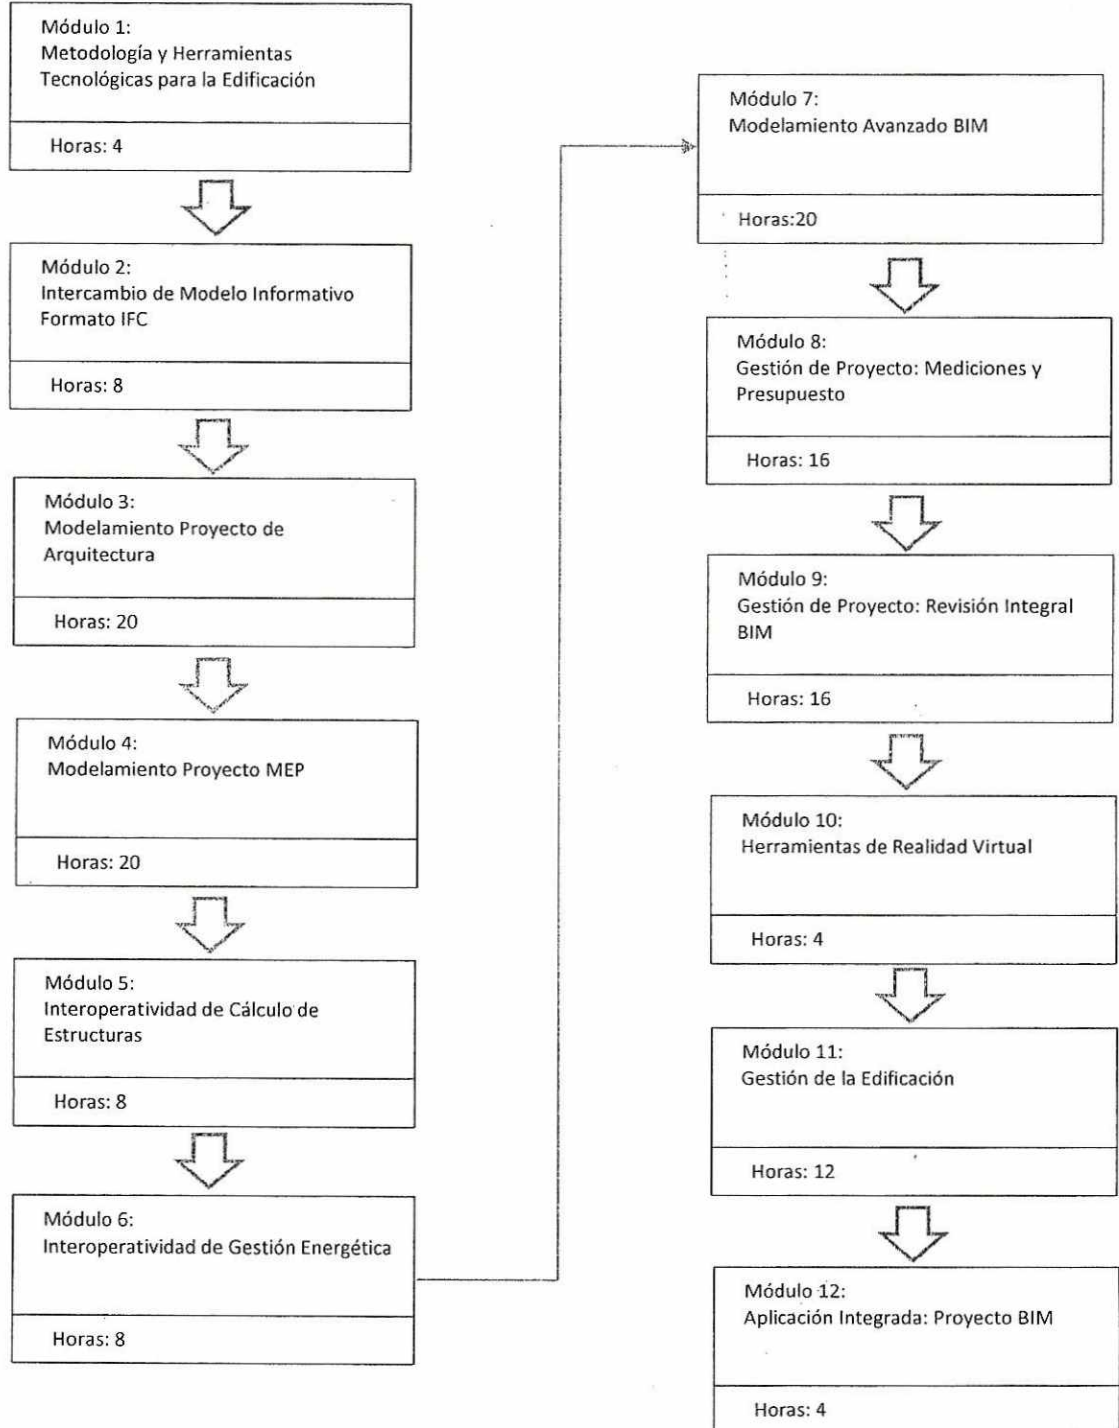 Módulo 1:
Metodología y Herramientas
Tecnológicas para la Edificación
Horas: 4
Módulo 2:
Intercambio de Modelo Informativo
Formato IFC
Horas: 8
Módulo 3:
Modelamiento Proyecto de
Arquitectura
Horas: 20
Módulo 4:
Modelamiento Proyecto MEP
Horas: 20
Módulo 5:
Interoperatividad de Cálculo de
Estructuras
Horas: 8
Módulo 6:
Interoperatividad de Gestión Energética
Horas: 8
Módulo 7:
Modelamiento Avanzado BIM
Horas:20
Módulo 8:
Gestión de Proyecto: Mediciones y
Presupuesto
Horas: 16
Módulo 9:
Gestión de Proyecto: Revisión Integral
BIM
Horas: 16
Módulo 10:
Herramientas de Realidad Virtual
Horas: 4
Módulo 11:
Gestión de la Edificación
Horas: 12
Módulo 12:
Aplicación Integrada: Proyecto BIM
Horas: 4